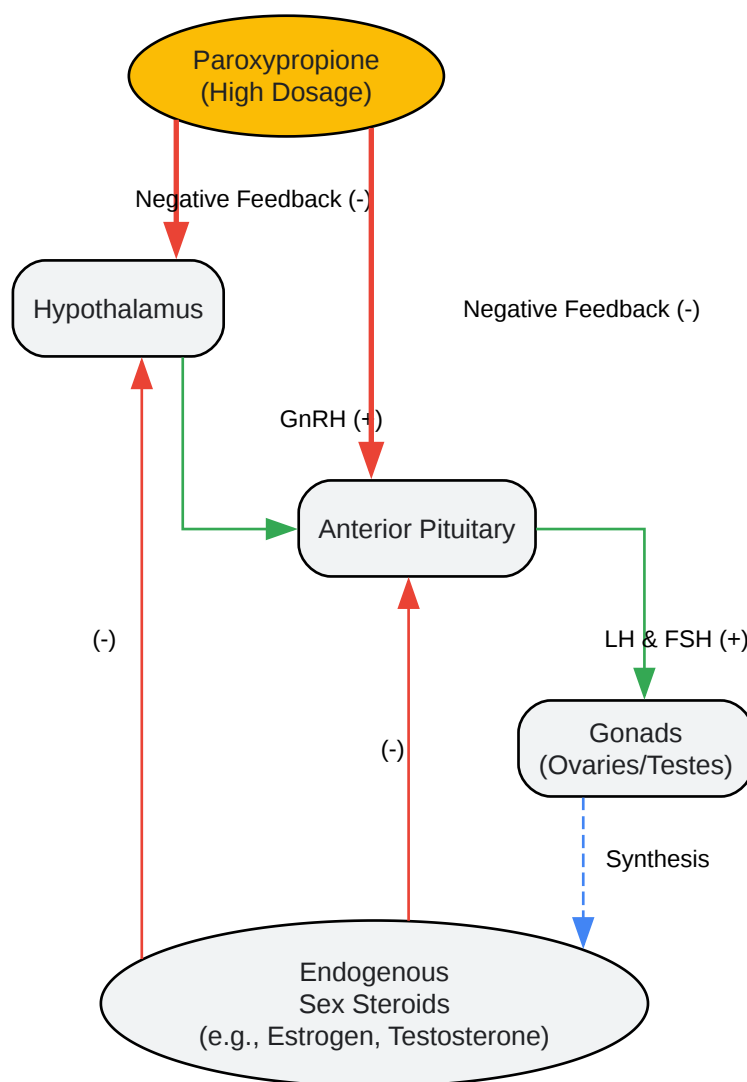 Paroxypropione
(High Dosage)
Negative Feedback (-)
Hypothalamus
Negative Feedback (-)
GnRH (+)
Anterior Pituitary
(-)
LH & FSH (+)
Gonads
(Ovaries/Testes)
(-)
Synthesis
Endogenous
Sex Steroids
(e.g., Estrogen, Testosterone)